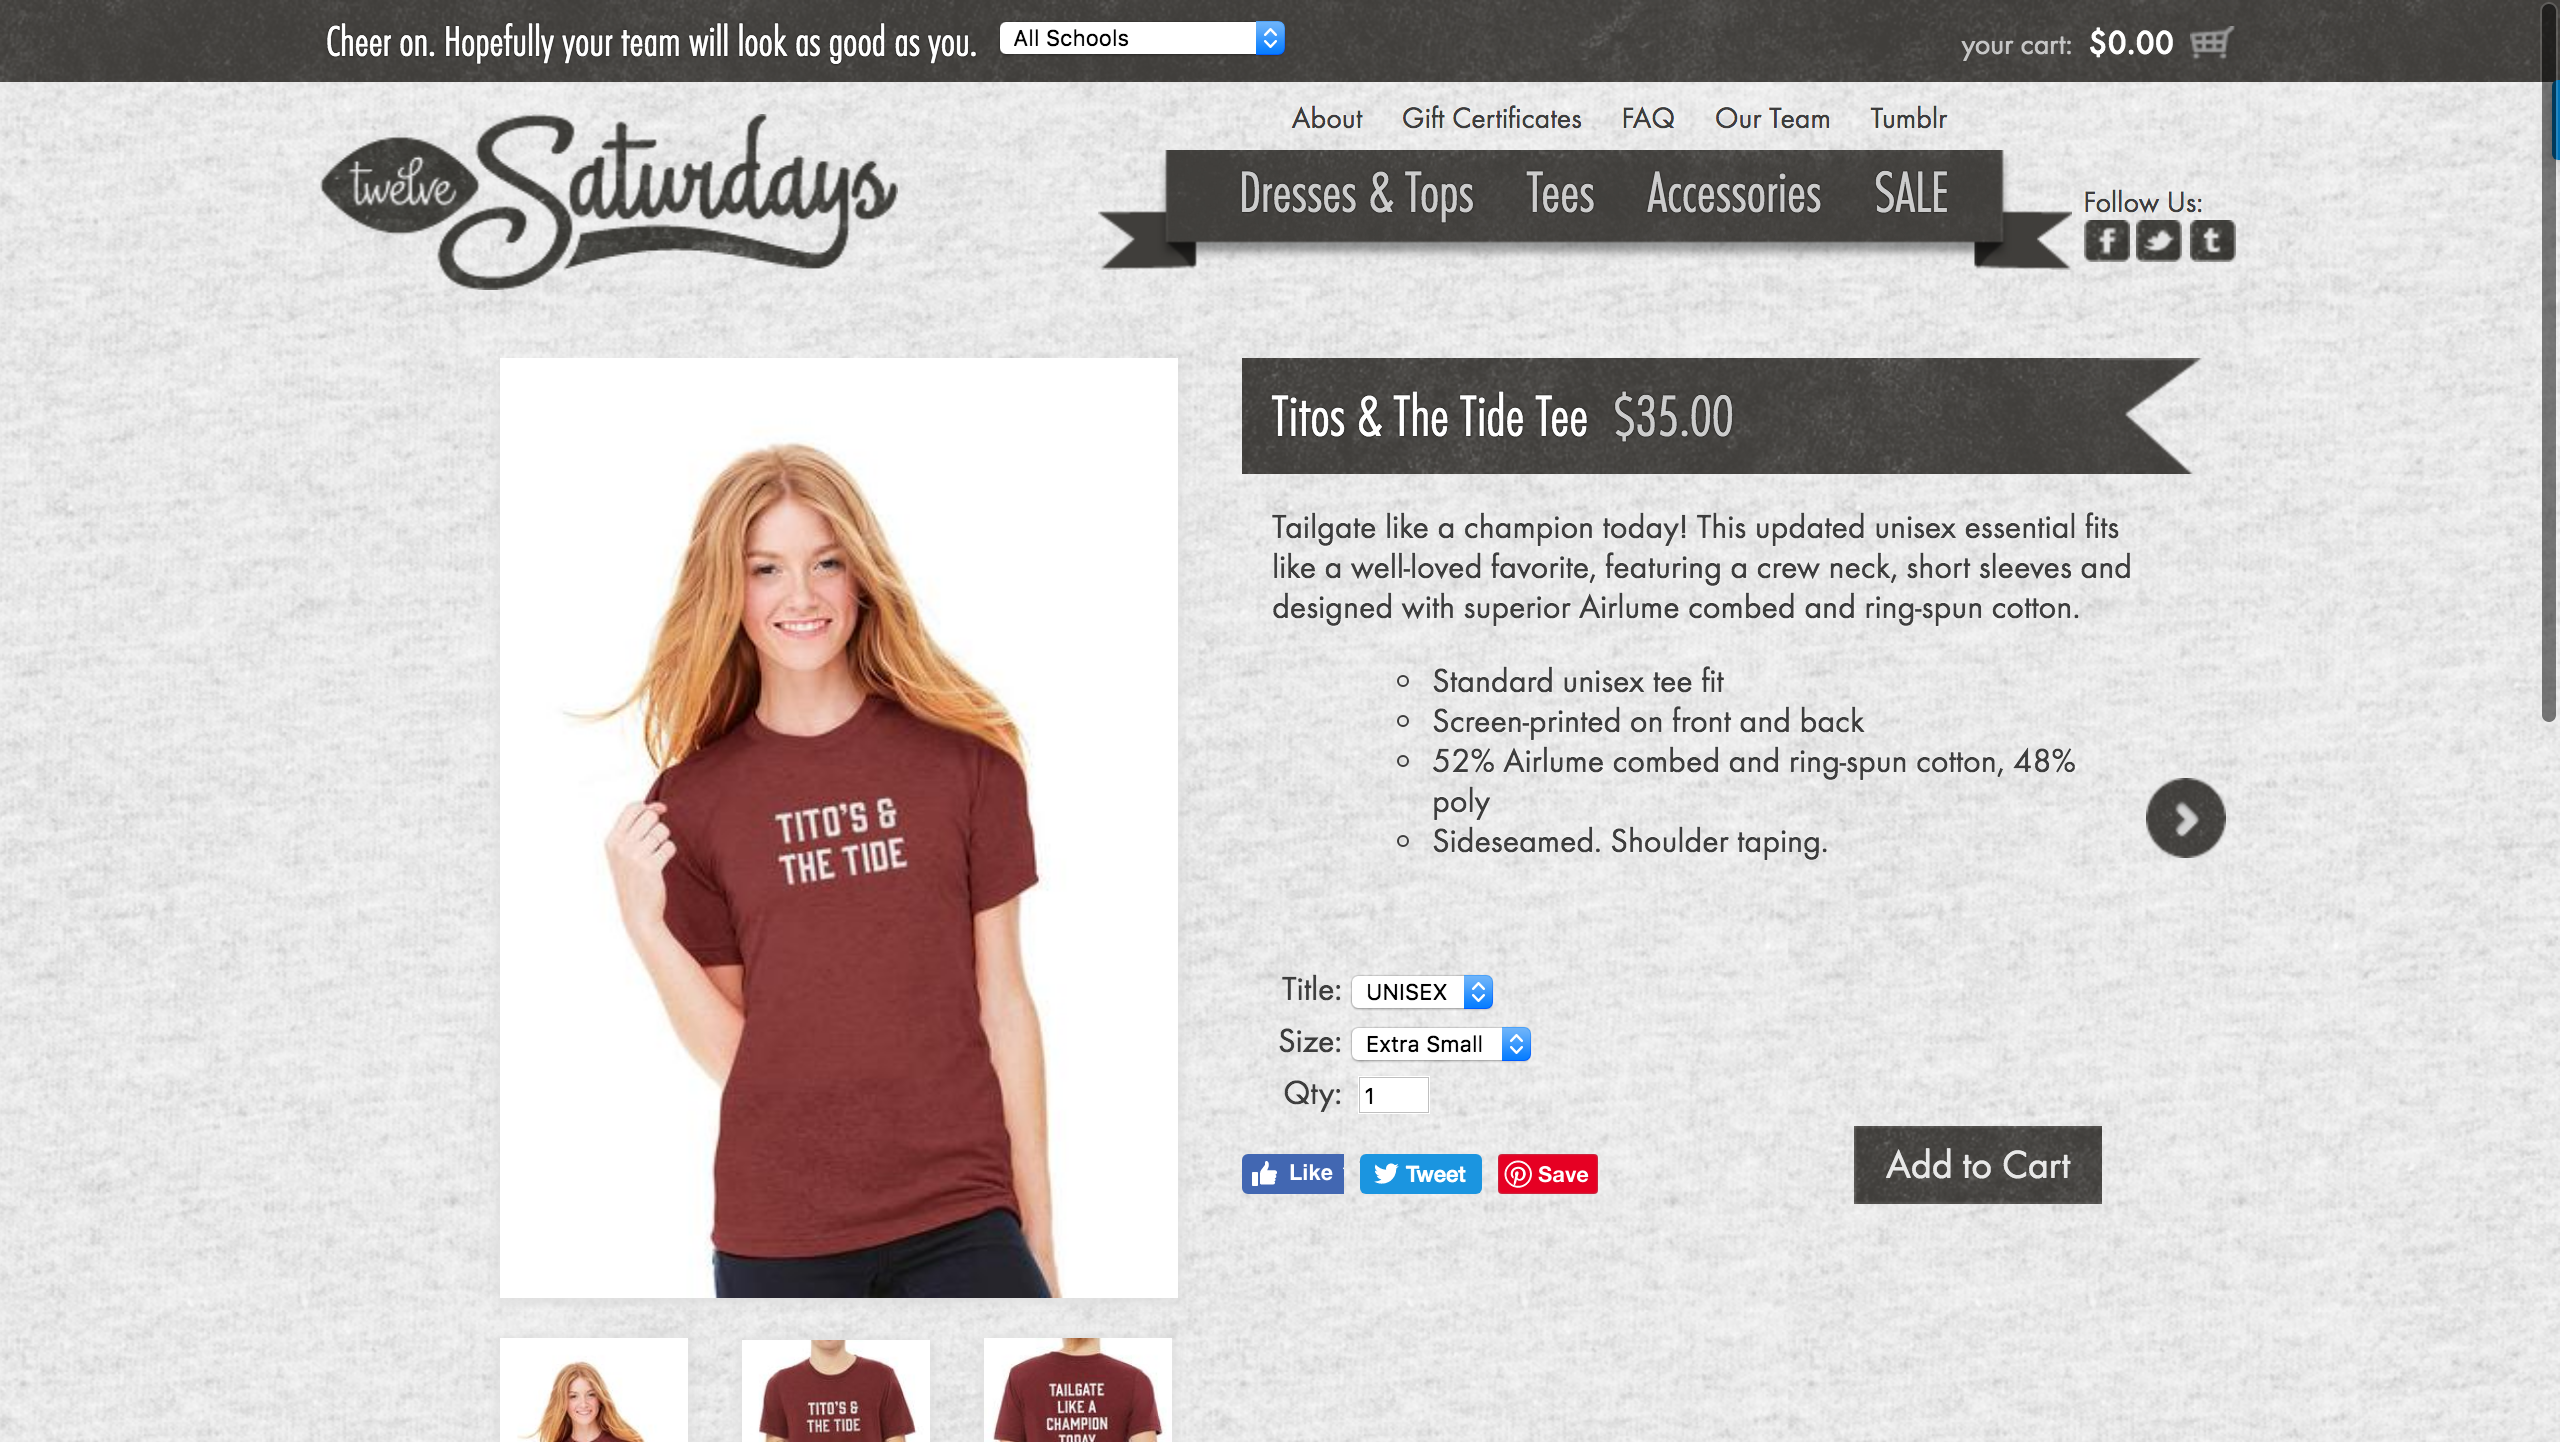 Cheer on. Hopefully your team will look as good as you.
All Schools
your cart: $0.00
twelve Saturdays
About Gift Certificates FAQ Our Team Tumblr
Dresses & Tops Tees Accessories SALE
Follow Us:
Titos & The Tide Tee $35.00
Tailgate like a champion today! This updated unisex essential fits
like a well-loved favorite, featuring a crew neck, short sleeves and
designed with superior Airlume combed and ring-spun cotton.
Standard unisex tee fit
Screen-printed on front and back
52% Airlume combed and ring-spun cotton, 48%
poly
Sideseamed. Shoulder taping.
TITO'S &
THE TIDE
Title: UNISEX
Size: Extra Small
Qty: 1
Like Tweet Save
Add to Cart
TITO'S &
THE TIDE
TAILGATE
LIKE A
CHAMPION
TODAY